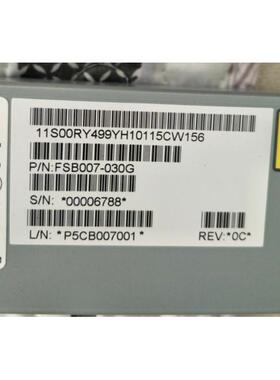 11S00RY499YH10115CW156
P/N:FSB007-030G
S/N: *00006788*
L/N: *P5CB007001* REV:*0C*